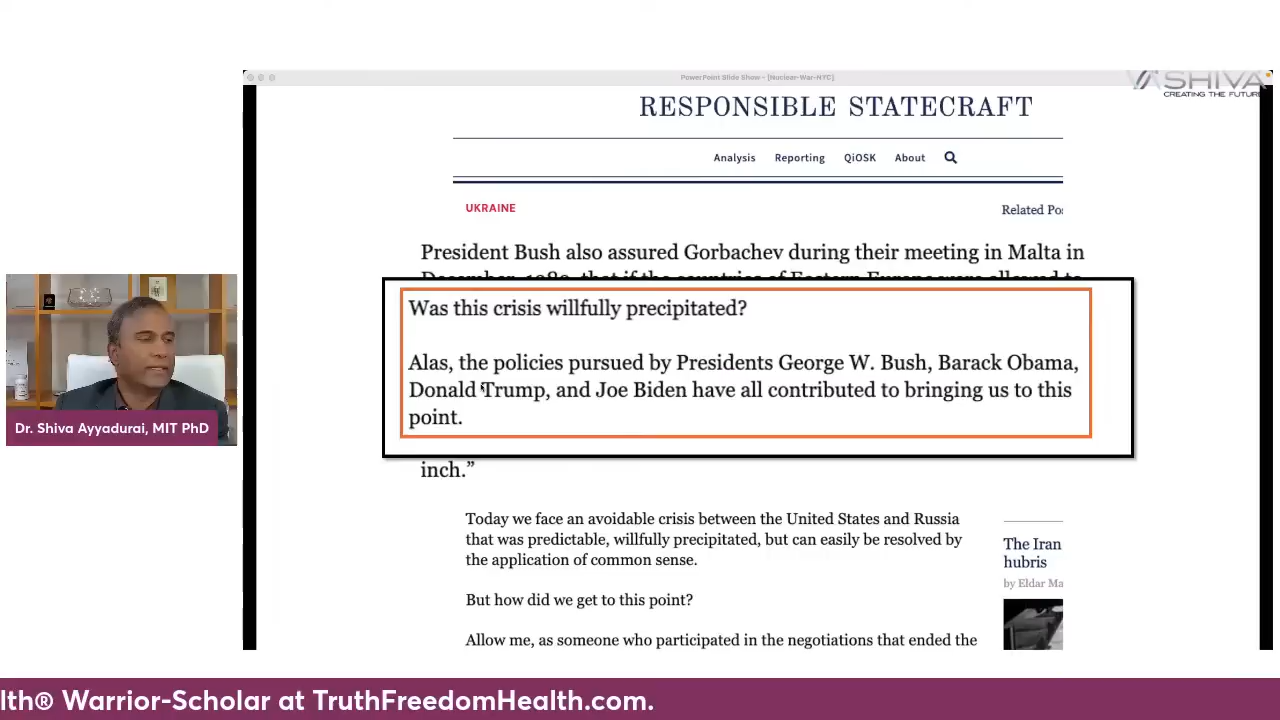 PowerPoint Slide Show - [Nuclear-War-NYC]
SHIVA
CREATING THE FUTUR
RESPONSIBLE STATECRAFT
Analysis Reporting QiOSK About
UKRAINE
Related Po
President Bush also assured Gorbachev during their meeting in Malta in
Was this crisis willfully precipitated?
Alas, the policies pursued by Presidents George W. Bush, Barack Obama,
Donald Trump, and Joe Biden have all contributed to bringing us to this
point.
inch.”
Today we face an avoidable crisis between the United States and Russia
that was predictable, willfully precipitated, but can easily be resolved by
the application of common sense.
But how did we get to this point?
Allow me, as someone who participated in the negotiations that ended the
The Iran
hubris
by Eldar Ma
Dr. Shiva Ayyadurai, MIT PhD
lth® Warrior-Scholar at TruthFreedomHealth.com.